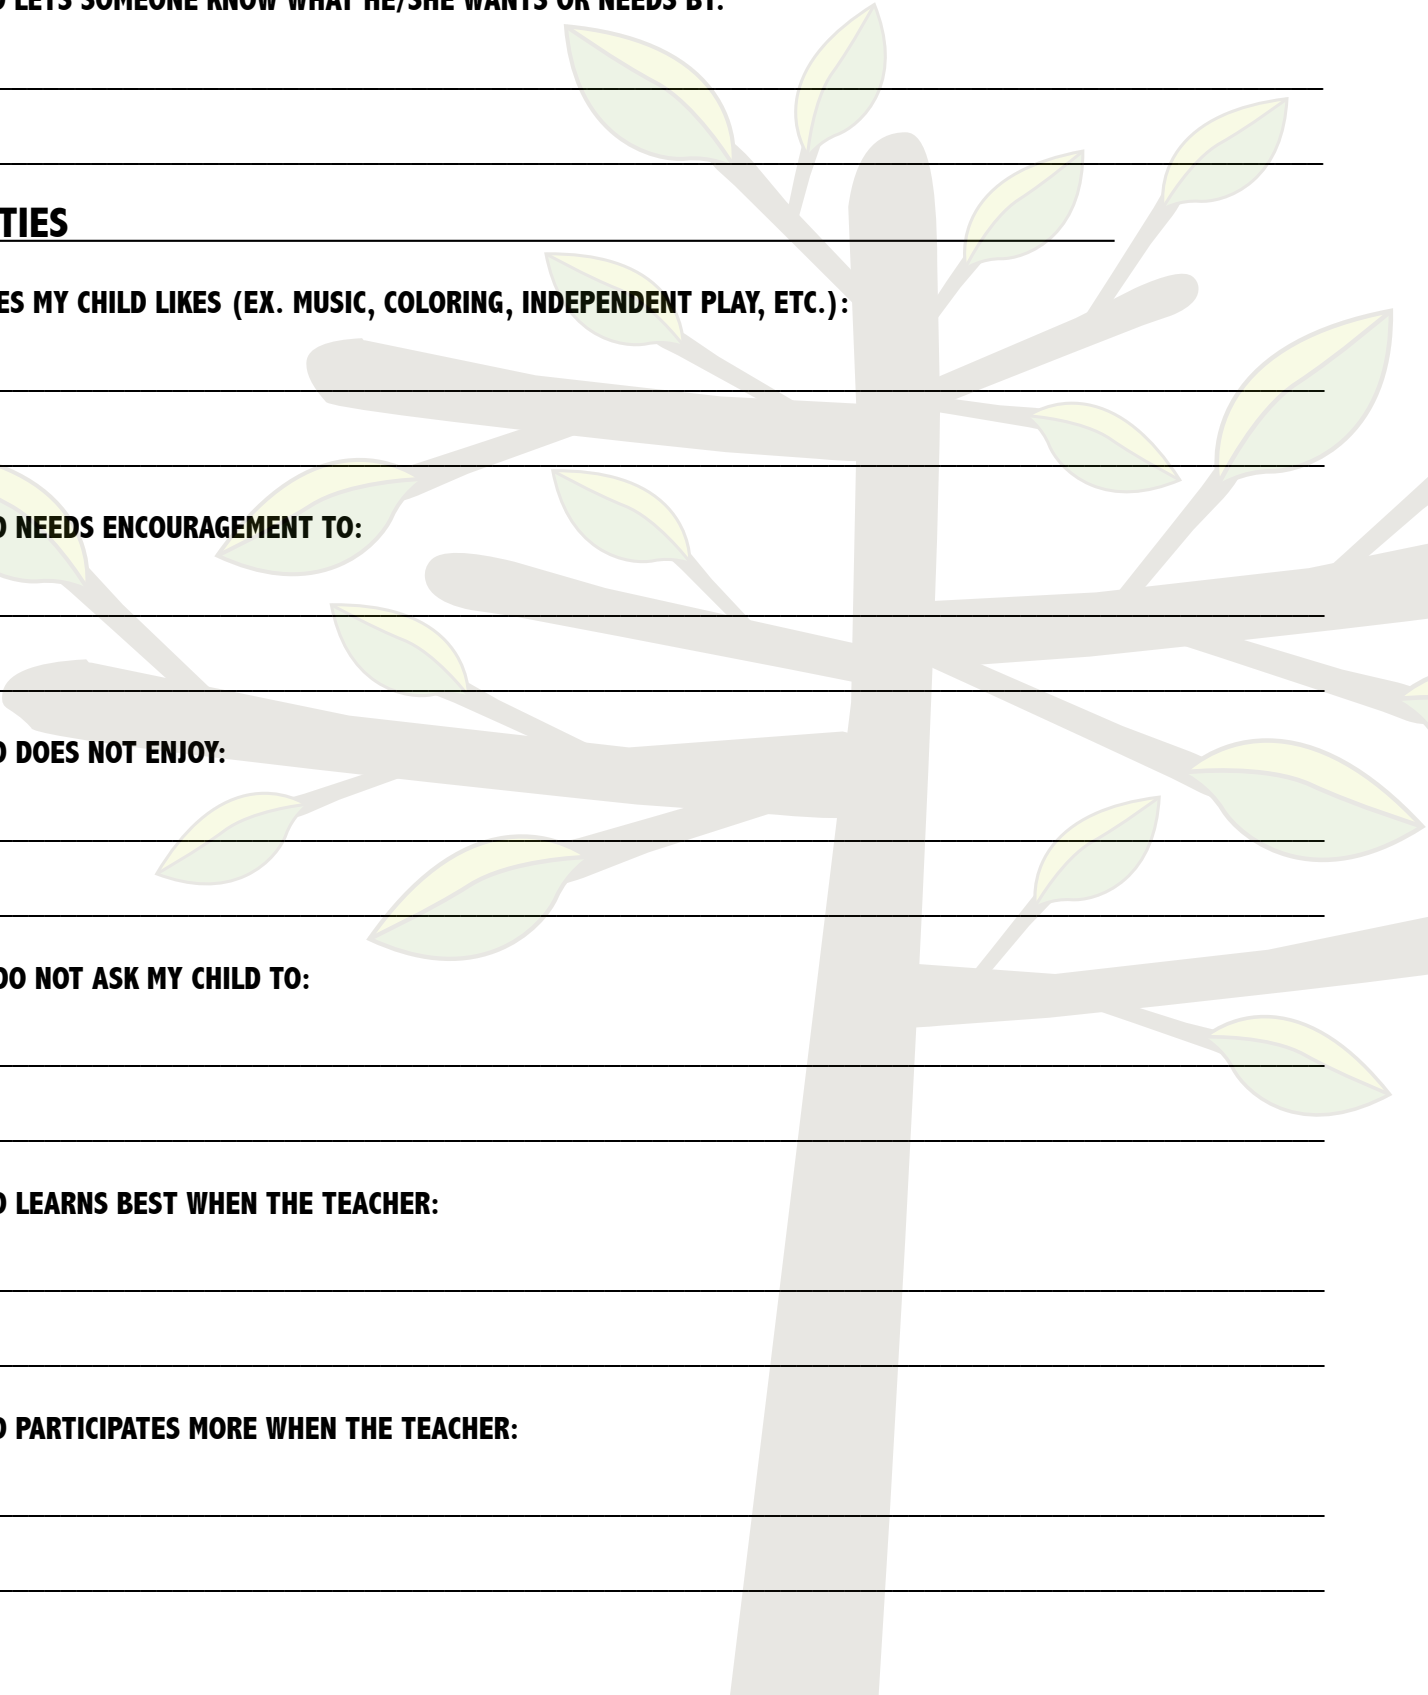 LETS SOMEONE KNOW WHAT HE/SHE WANTS OR NEEDS BY:
TIES
ES MY CHILD LIKES (EX. MUSIC, COLORING, INDEPENDENT PLAY, ETC.):
D NEEDS ENCOURAGEMENT TO:
D DOES NOT ENJOY:
DO NOT ASK MY CHILD TO:
D LEARNS BEST WHEN THE TEACHER:
D PARTICIPATES MORE WHEN THE TEACHER: